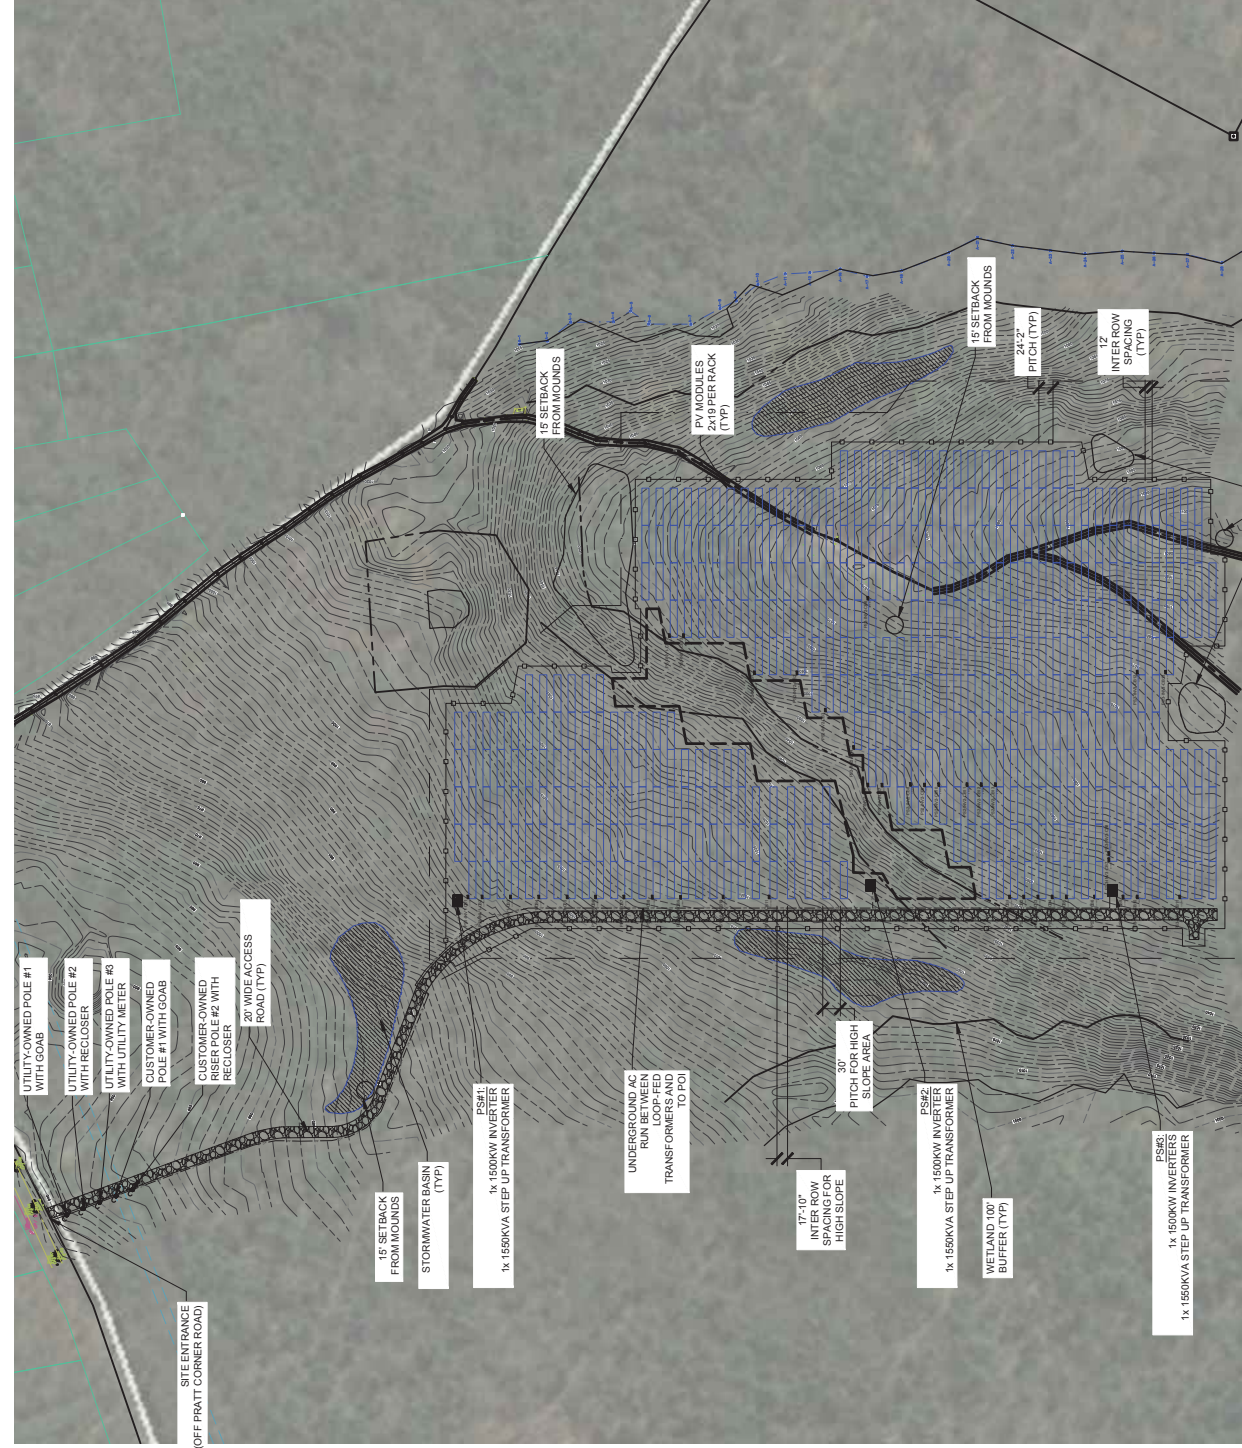 UTILITY-OWNED POLE #1
WITH GOAB
UTILITY-OWNED POLE #2
WITH RECLOSER
UTILITY-OWNED POLE #3
WITH UTILITY METER
CUSTOMER-OWNED
POLE #1 WITH GOAB
CUSTOMER-OWNED
RISER POLE #2 WITH
RECLOSER
20' WIDE ACCESS
ROAD (TYP)
SITE ENTRANCE
(OFF PRATT CORNER ROAD)
15' SETBACK
FROM MOUNDS
STORMWATER BASIN
(TYP)
PS#1:
1x 1500KW INVERTER
1x 1550KVA STEP UP TRANSFORMER
15' SETBACK
FROM MOUNDS
UNDERGROUND AC
RUN BETWEEN
LOOP-FED
TRANSFORMERS AND
TO POI
PV MODULES
2x19 PER RACK
(TYP)
17'-10"
INTER ROW
SPACING FOR
HIGH SLOPE
30'
PITCH FOR HIGH
SLOPE AREA
PS#2:
1x 1500KW INVERTER
1x 1550KVA STEP UP TRANSFORMER
WETLAND 100'
BUFFER (TYP)
15' SETBACK
FROM MOUNDS
24'-2"
PITCH (TYP)
12'
INTER ROW
SPACING
(TYP)
PS#3:
1x 1500KW INVERTERS
1x 1550KVA STEP UP TRANSFORMER